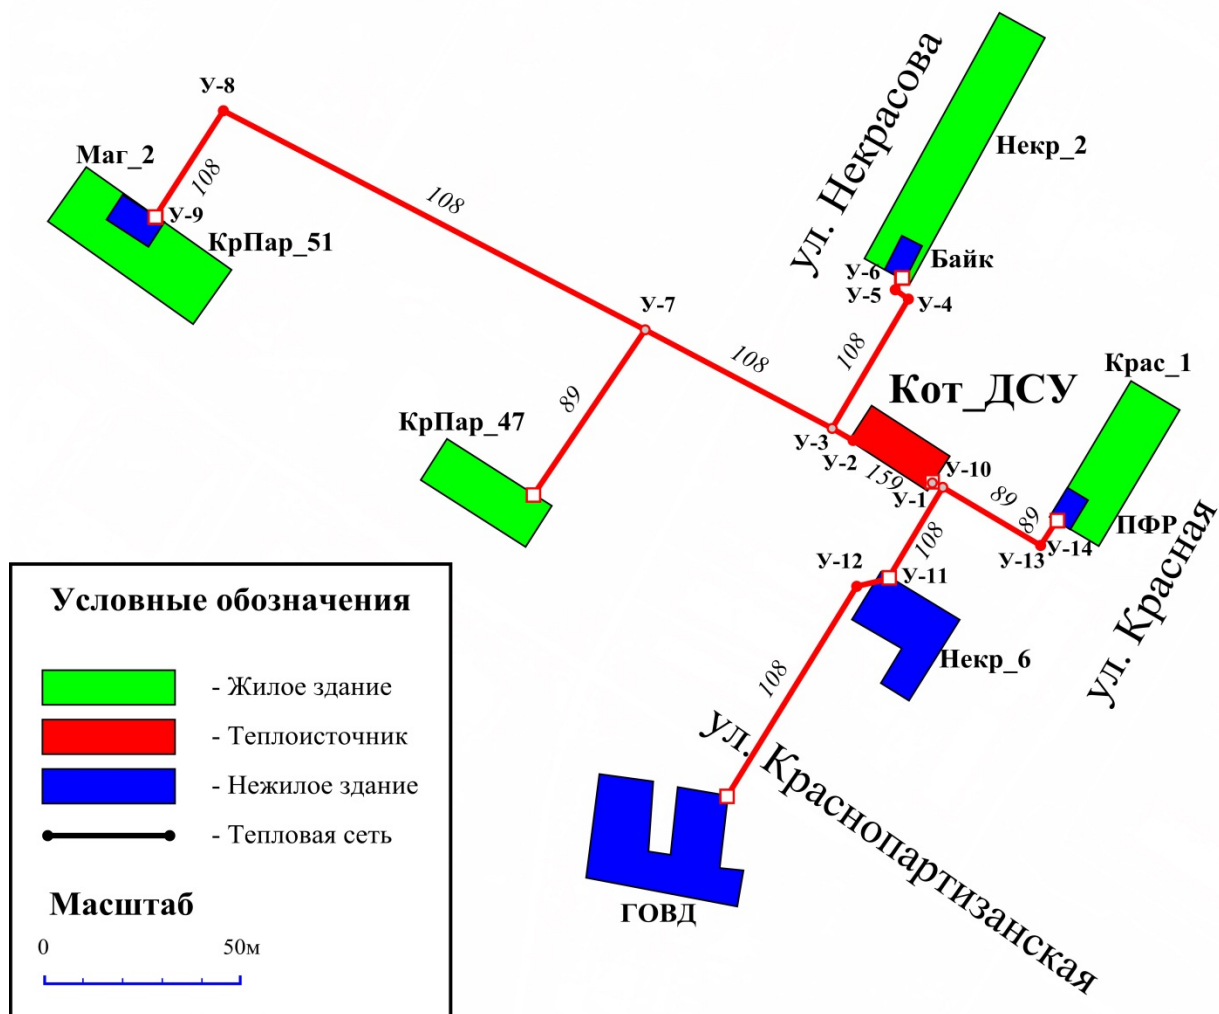 У-8
ул. Некрасова
Некр_2
Маг_2
108
108
У-9
КрПар_51
Байк
У-6
У-5
У-4
У-7
108
108
Крас_1
89
Кот_ДСУ
КрПар_47
У-3
У-2
159
У-10
У-1
89
89
ПФР
У-14
У-13
108
У-12
У-11
ул. Красная
Некр_6
108
ул. Краснопартизанская
ГОВД
Условные обозначения
- Жилое здание
- Теплоисточник
- Нежилое здание
- Тепловая сеть
Масштаб
0 50м